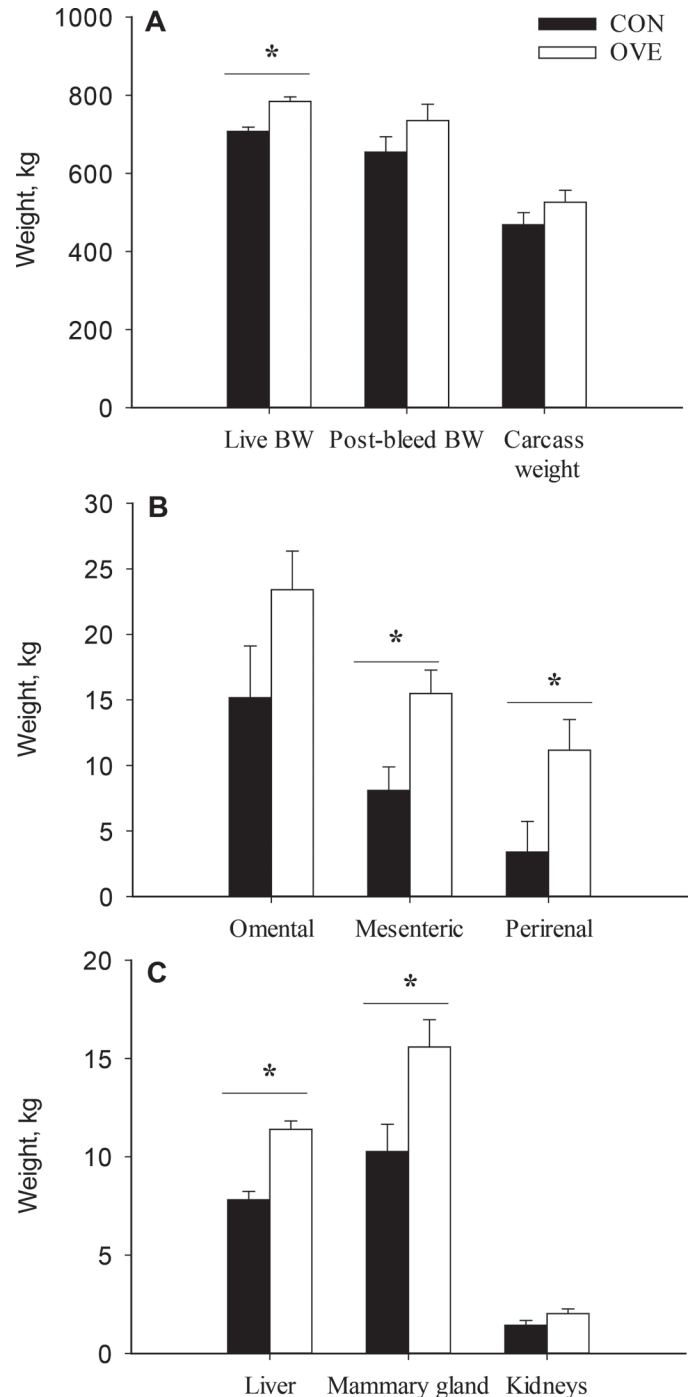 1000
A
CON
*
OVE
800
600
400
200
0
Weight, kg
Live BW
Post-bleed BW
Carcass
weight
30
B
25
20
*
15
*
10
5
0
Weight, kg
Omental
Mesenteric
Perirenal
20
C
*
15
*
10
5
0
Weight, kg
Liver
Mammary gland
Kidneys